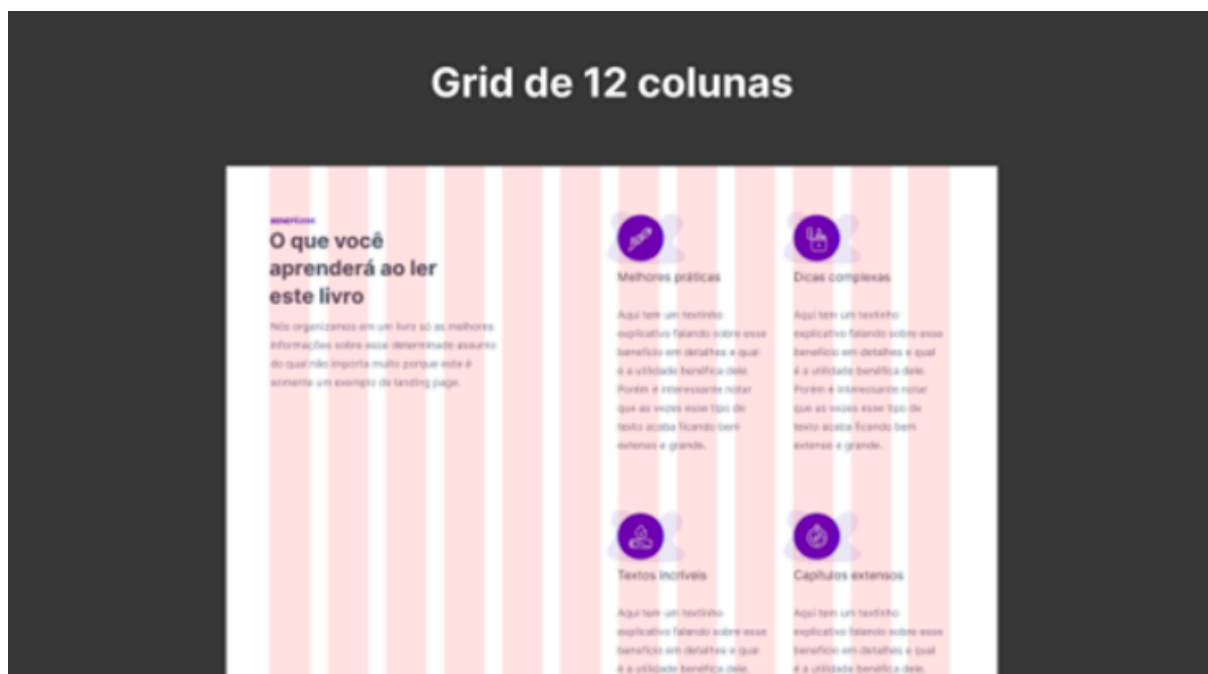 Grid de 12 colunas
BENEFÍCIOS
O que você
aprenderá ao ler
este livro
Nós organizamos em um livro só as melhores
informações sobre esse determinado assunto
do qual não importa muito porque este é
somente um exemplo de landing page.
Melhores práticas
Aqui tem um textinho
explicativo falando sobre esse
benefício em detalhes e qual
é a utilidade benéfica dele.
Porém é interessante notar
que as vezes esse tipo de
texto acaba ficando bem
extenso e grande.
Dicas complexas
Aqui tem um textinho
explicativo falando sobre esse
benefício em detalhes e qual
é a utilidade benéfica dele.
Porém é interessante notar
que as vezes esse tipo de
texto acaba ficando bem
extenso e grande.
Textos incríveis
Aqui tem um textinho
explicativo falando sobre esse
benefício em detalhes e qual
é a utilidade benéfica dele.
Capítulos extensos
Aqui tem um textinho
explicativo falando sobre esse
benefício em detalhes e qual
é a utilidade benéfica dele.